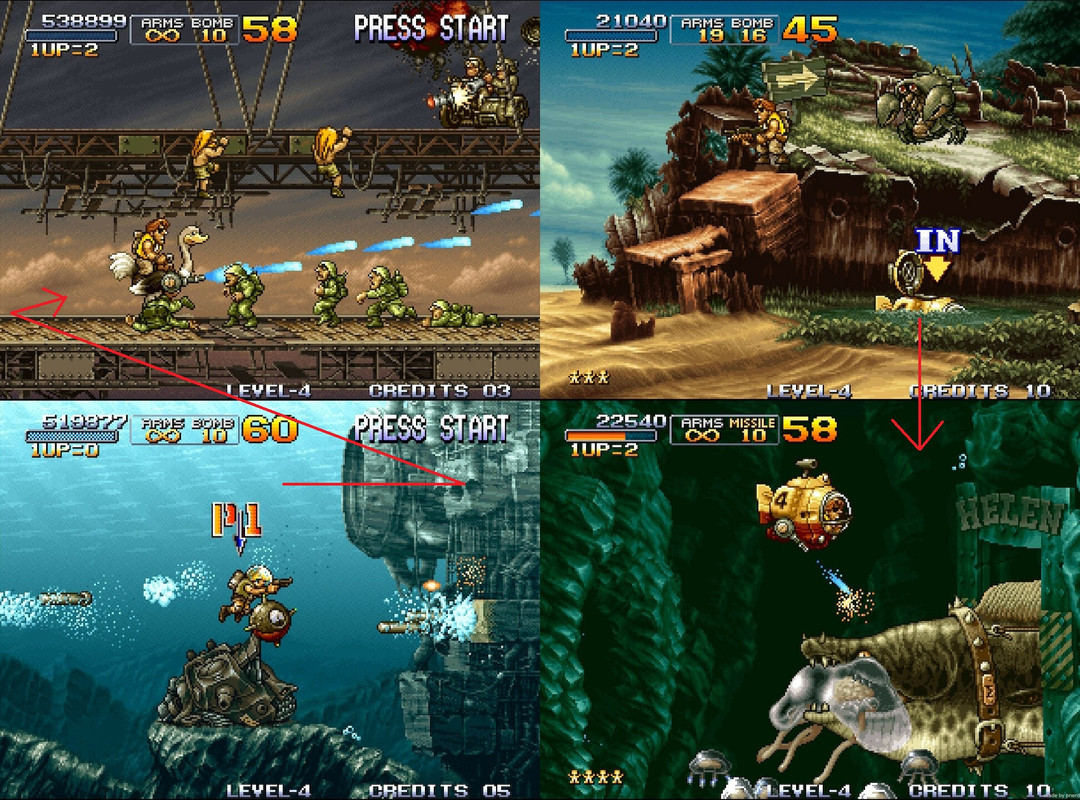 538899 ARMS BOMB 58 PRESS START
1UP=2 ∞ 10
LEVEL-4 CREDITS 03
21040 ARMS BOMB 45
1UP=2 19 16
IN
LEVEL-4 CREDITS 10
519877 ARMS BOMB 60 PRESS START
1UP=0 ∞ 10
P1
LEVEL-4 CREDITS 05
22540 ARMS MISSILE 58
1UP=2 ∞ 10
4
HELEN
LEVEL-4 CREDITS 10